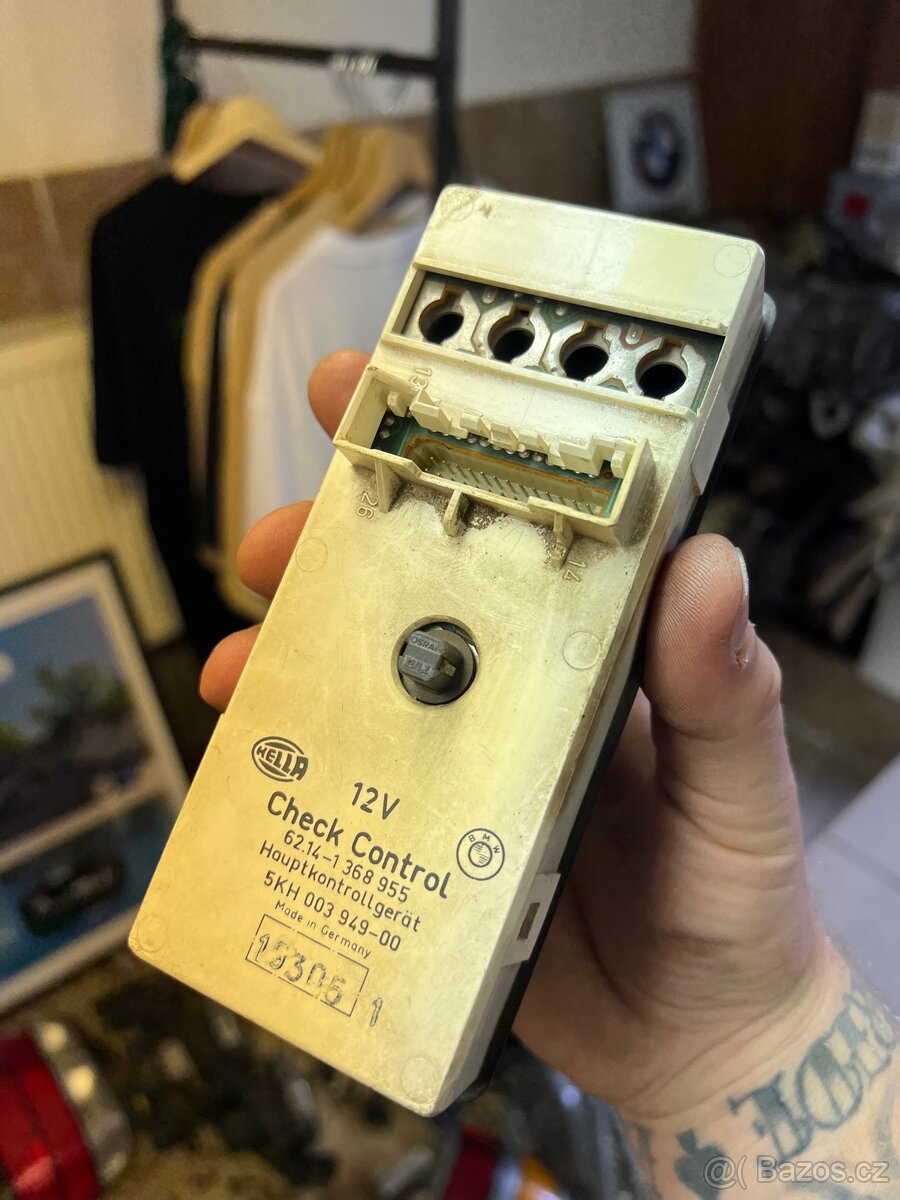 13
26
14
OSRAM
HELLA
12V
Check Control
62.14-1 368 955
BMW
Hauptkontrollgerät
5KH 003 949-00
Made in Germany
19305 1
@( Bazos.cz